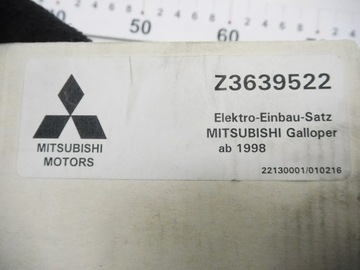 50
60
Z3639522
Elektro-Einbau-Satz
MITSUBISHI Galloper
ab 1998
MITSUBISHI
MOTORS
22130001/010216